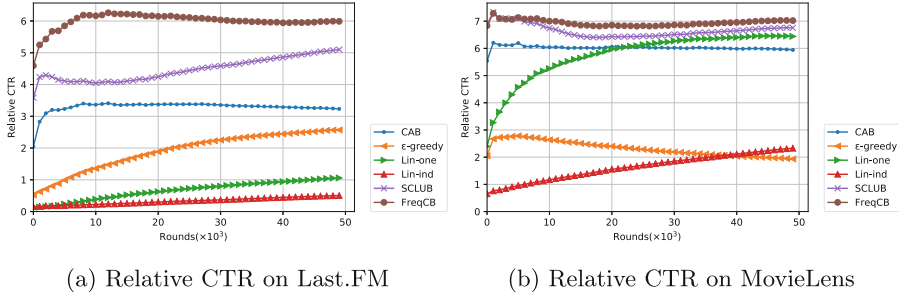 6
5
4
3
2
1
0
Relative CTR
0
10
20
30
40
50
Rounds(×10³)
CAB
ε-greedy
Lin-one
Lin-ind
SCLUB
FreqCB
(a) Relative CTR on Last.FM
7
6
5
4
3
2
1
0
Relative CTR
0
10
20
30
40
50
Rounds(×10³)
CAB
ε-greedy
Lin-one
Lin-ind
SCLUB
FreqCB
(b) Relative CTR on MovieLens